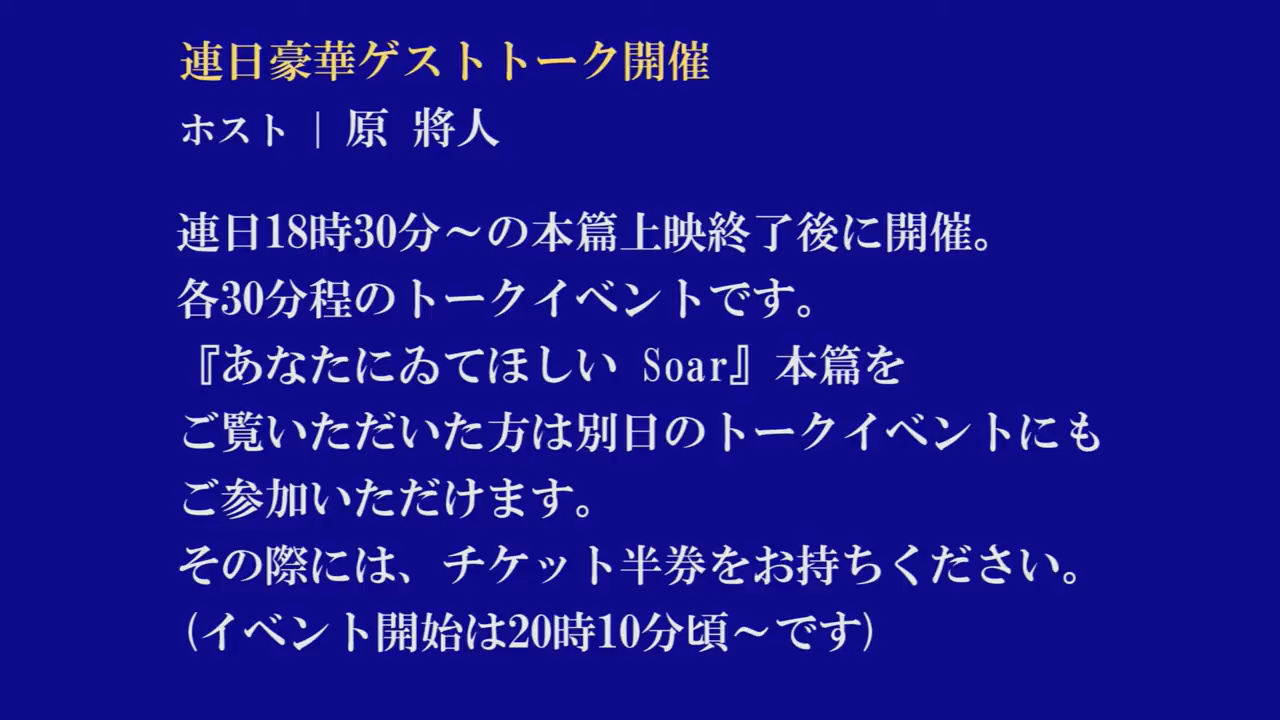 連日豪華ゲストトーク開催
ホスト｜原 將人
連日18時30分～の本篇上映終了後に開催。
各30分程のトークイベントです。
『あなたにゐてほしい Soar』本篇を
ご覧いただいた方は別日のトークイベントにも
ご参加いただけます。
その際には、チケット半券をお持ちください。
（イベント開始は20時10分頃～です）